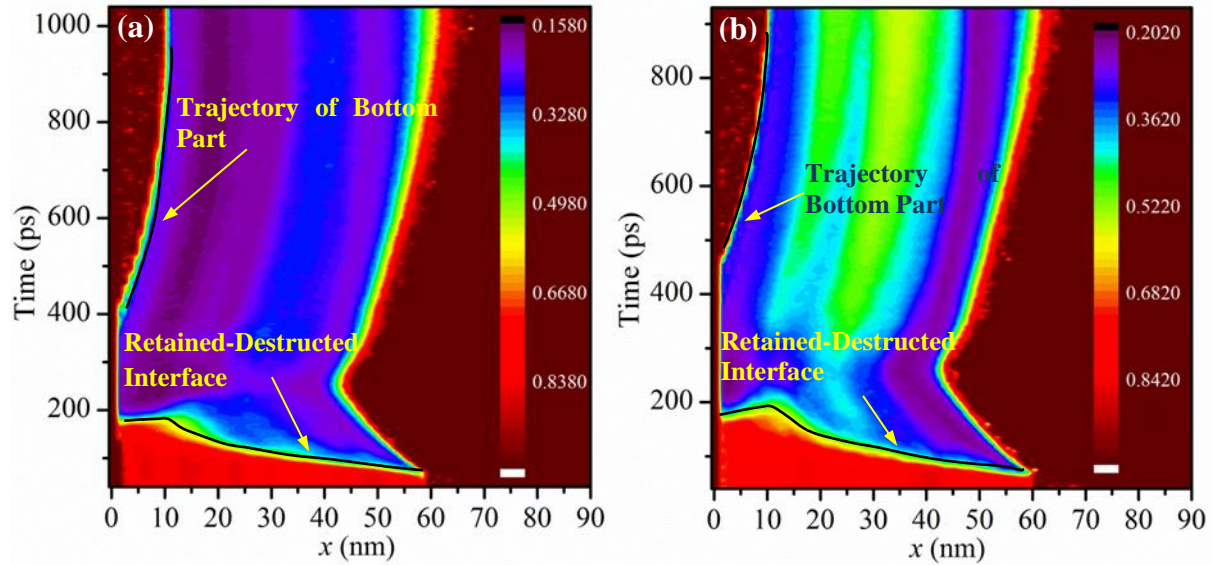 (a)
Time (ps)
1000
800
600
400
200
Trajectory of Bottom
Part
Retained-Destructed
Interface
0.1580
0.3280
0.4980
0.6680
0.8380
0 10 20 30 40 50 60 70 80 90
x (nm)
(b)
Time (ps)
800
600
400
200
Trajectory of
Bottom Part
Retained-Destructed
Interface
0.2020
0.3620
0.5220
0.6820
0.8420
0 10 20 30 40 50 60 70 80 90
x (nm)